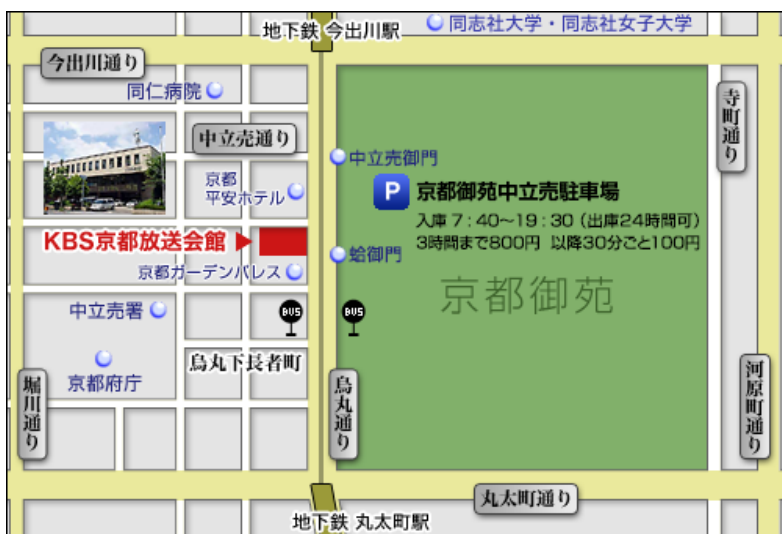 地下鉄 今出川駅
同志社大学・同志社女子大学
今出川通り
同仁病院
寺町通り
中立売通り
中立売御門
京都
平安ホテル
P 京都御苑中立売駐車場
入庫 7:40〜19:30 (出庫24時間可)
3時間まで800円 以降30分ごと100円
KBS京都放送会館
蛤御門
京都ガーデンパレス
京都御苑
中立売署
BUS
BUS
烏丸下長者町
京都府庁
堀川通り
烏丸通り
河原町通り
丸太町通り
地下鉄 丸太町駅